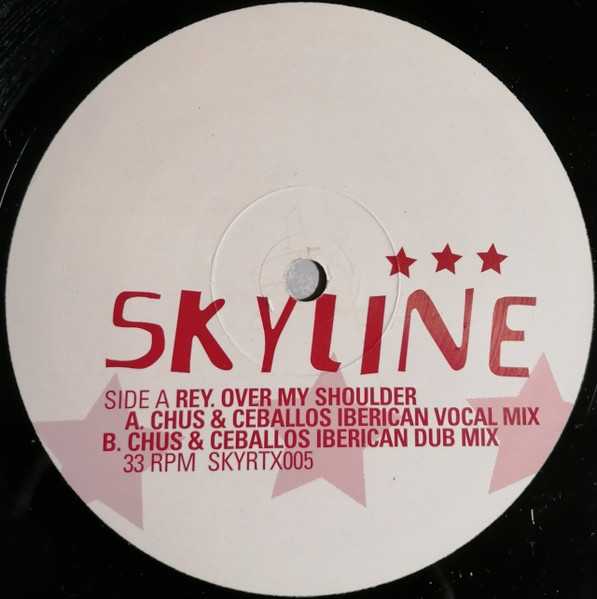 SKYLINE
SIDE A REY. OVER MY SHOULDER
A. CHUS & CEBALLOS IBERICAN VOCAL MIX
B. CHUS & CEBALLOS IBERICAN DUB MIX
33 RPM SKYRTX005